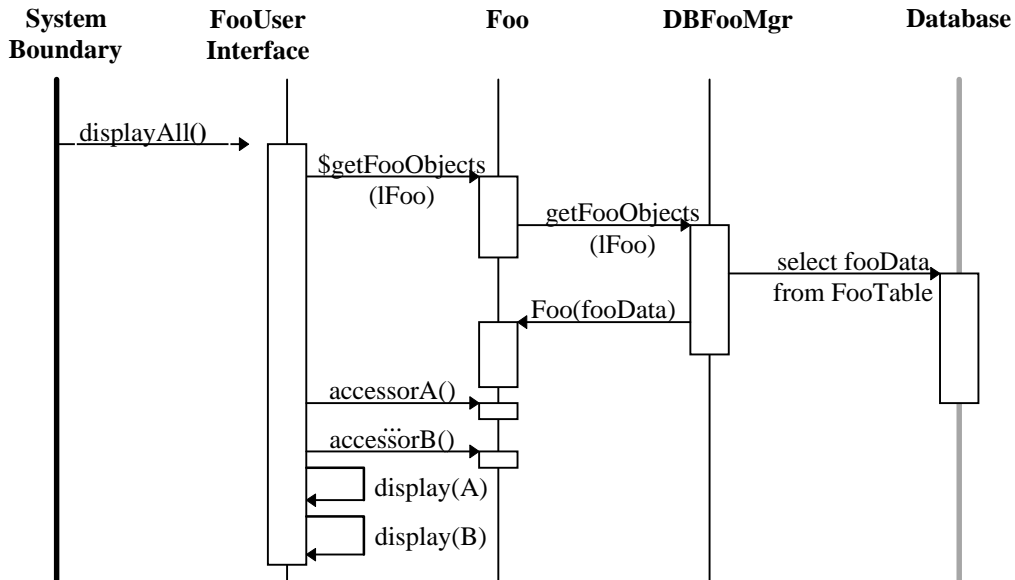 System Boundary
FooUser Interface
Foo
DBFooMgr
Database
displayAll()
$getFooObjects
(lFoo)
getFooObjects
(lFoo)
select fooData
from FooTable
Foo(fooData)
accessorA()
...
accessorB()
display(A)
display(B)